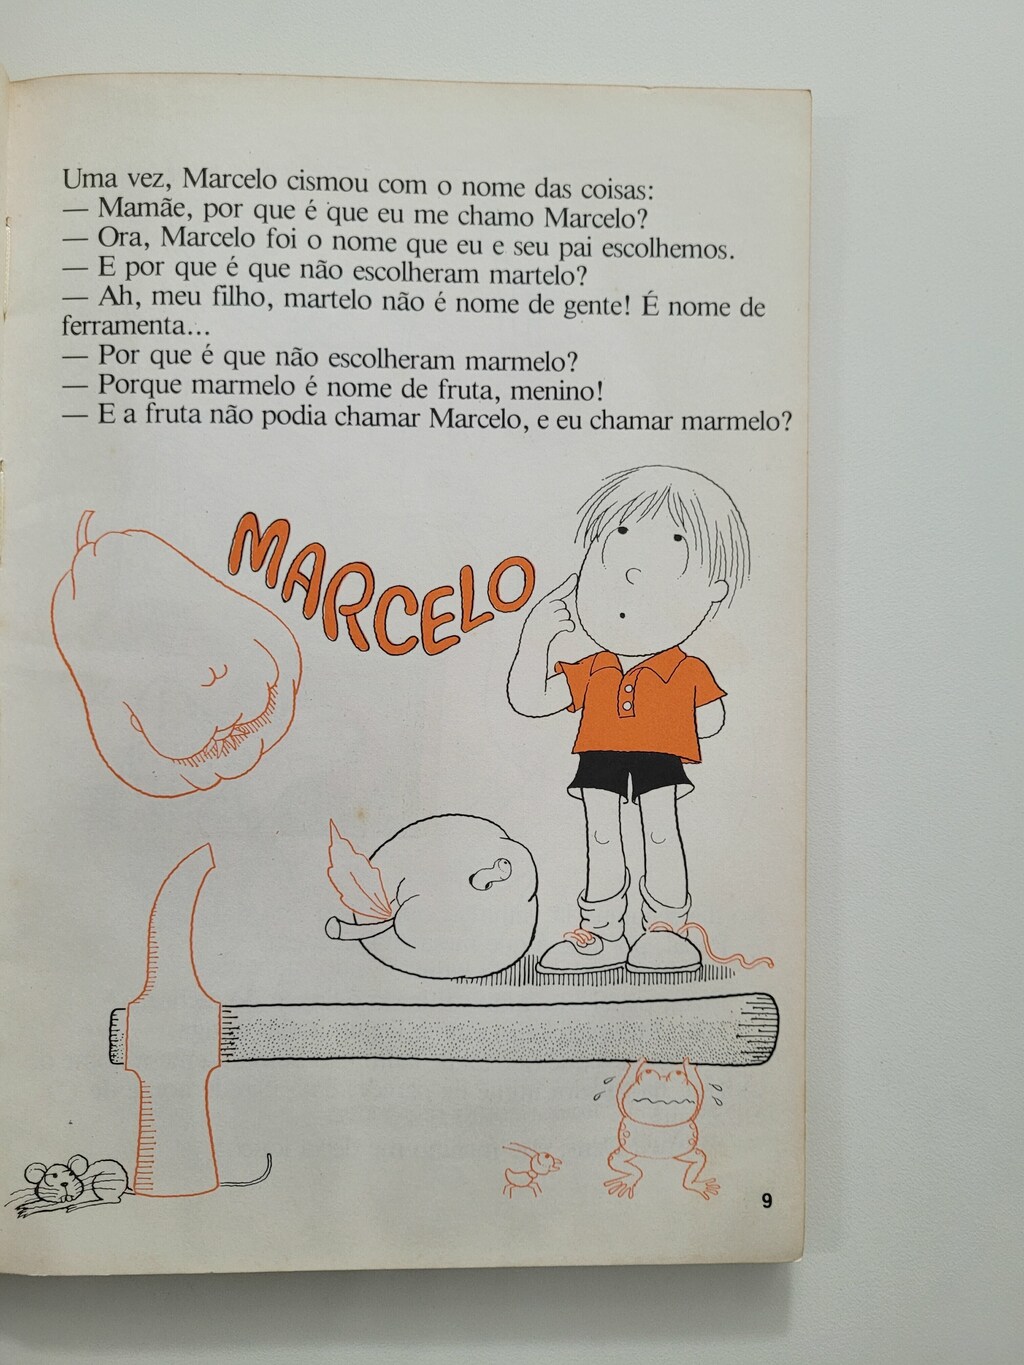 Uma vez, Marcelo cismou com o nome das coisas:
— Mamãe, por que é que eu me chamo Marcelo?
— Ora, Marcelo foi o nome que eu e seu pai escolhemos.
— E por que é que não escolheram martelo?
— Ah, meu filho, martelo não é nome de gente! É nome de
ferramenta...
— Por que é que não escolheram marmelo?
— Porque marmelo é nome de fruta, menino!
— E a fruta não podia chamar Marcelo, e eu chamar marmelo?
MARCELO
9